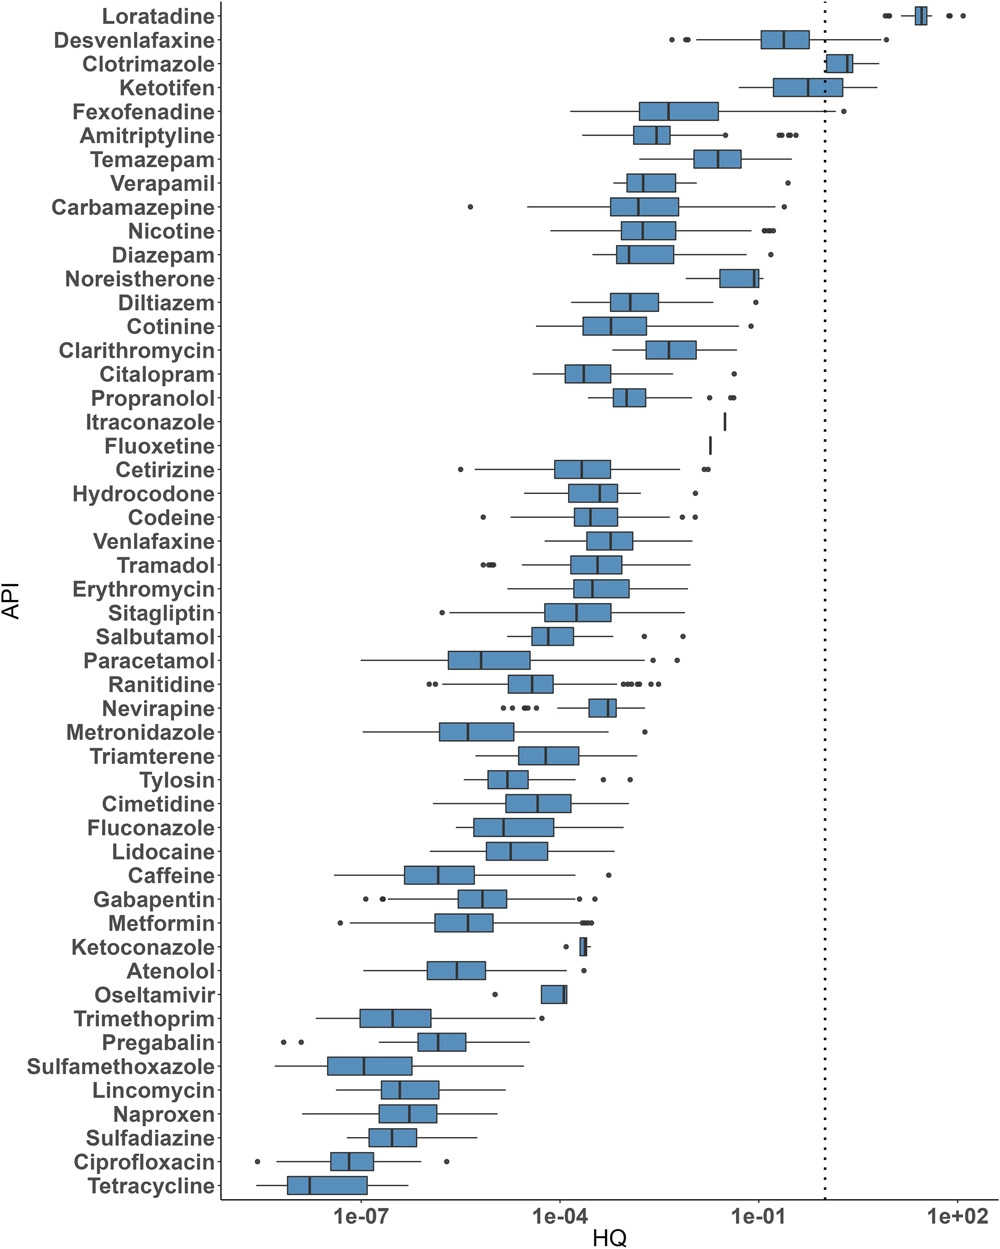 Loratadine
Desvenlafaxine
Clotrimazole
Ketotifen
Fexofenadine
Amitriptyline
Temazepam
Verapamil
Carbamazepine
Nicotine
Diazepam
Noreistherone
Diltiazem
Cotinine
Clarithromycin
Citalopram
Propranolol
Itraconazole
Fluoxetine
Cetirizine
Hydrocodone
Codeine
Venlafaxine
Tramadol
Erythromycin
Sitagliptin
Salbutamol
Paracetamol
Ranitidine
Nevirapine
Metronidazole
Triamterene
Tylosin
Cimetidine
Fluconazole
Lidocaine
Caffeine
Gabapentin
Metformin
Ketoconazole
Atenolol
Oseltamivir
Trimethoprim
Pregabalin
Sulfamethoxazole
Lincomycin
Naproxen
Sulfadiazine
Ciprofloxacin
Tetracycline
API
1e-07 1e-04 1e-01 1e+02
HQ